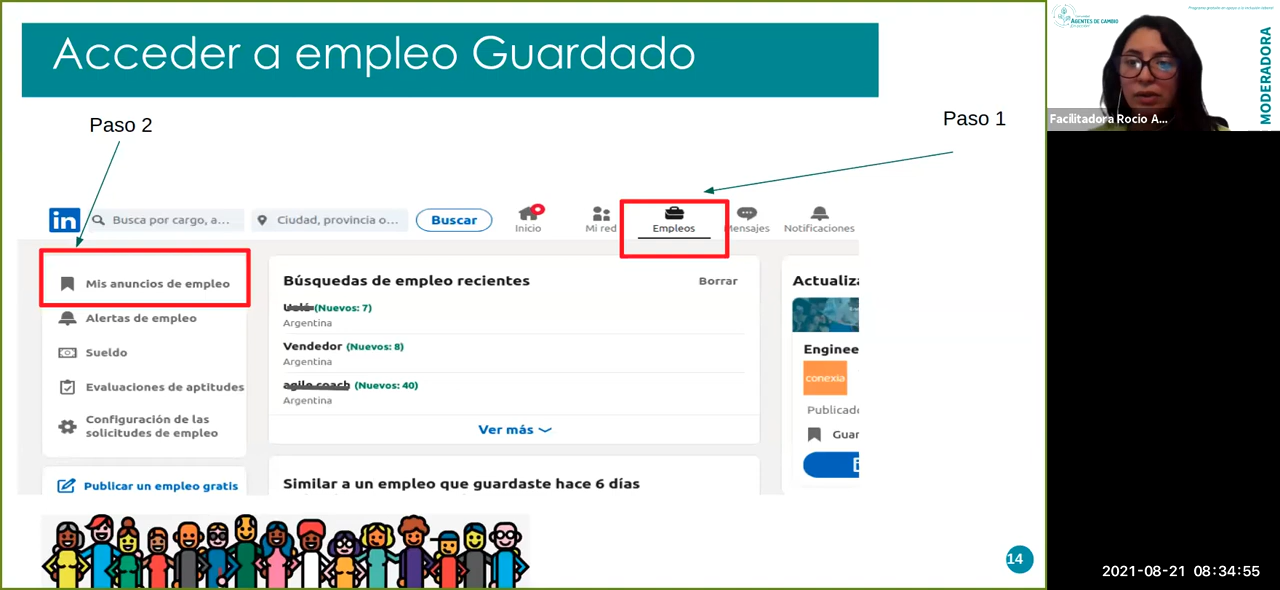 Acceder a empleo Guardado
Paso 2
Paso 1
in
Busca por cargo, a...
Ciudad, provincia o...
Buscar
Inicio
Mi red
Empleos
Mensajes
Notificaciones
Mis anuncios de empleo
Alertas de empleo
Sueldo
Evaluaciones de aptitudes
Configuración de las
solicitudes de empleo
Publicar un empleo gratis
Búsquedas de empleo recientes
Borrar
(Nuevos: 7)
Argentina
Vendedor (Nuevos: 8)
Argentina
agile coach (Nuevos: 40)
Argentina
Ver más
Similar a un empleo que guardaste hace 6 días
Actualiza
Enginee
conexia
Publicado
Guar
14
AGENTES DE CAMBIO
MODERADORA
Facilitadora Rocio A...
2021-08-21 08:34:55